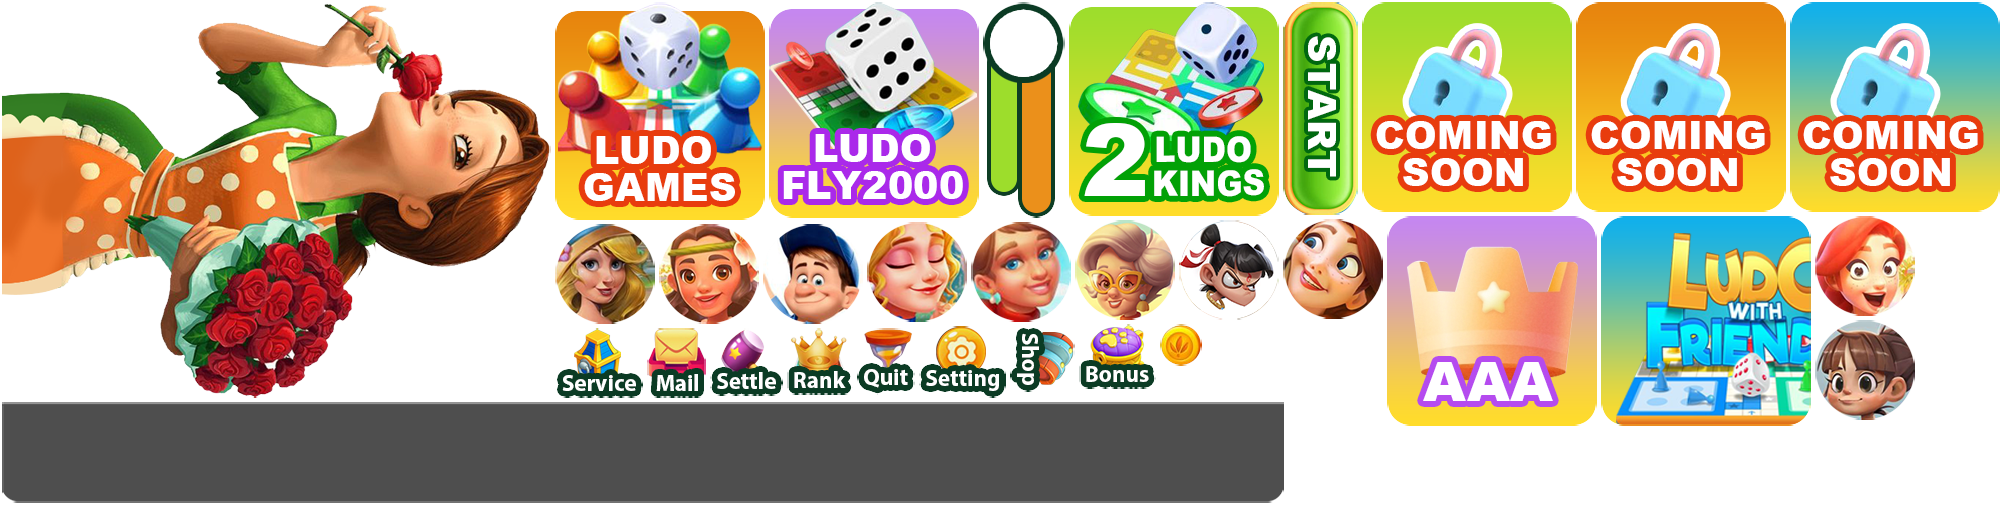 LUDO
GAMES
LUDO
FLY2000
2 LUDO
KINGS
START
COMING
SOON
COMING
SOON
COMING
SOON
AAA
LUDO
WITH
FRIEND
Service
Mail
Settle
Rank
Quit
Setting
Shop
Bonus